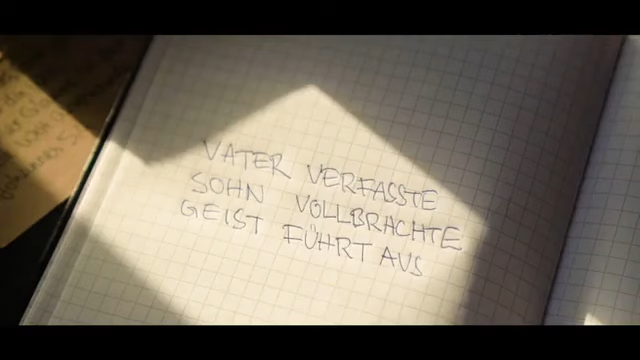 VATER VERFASSTE
SOHN VOLLBRACHTE
GEIST FÜHRT AUS